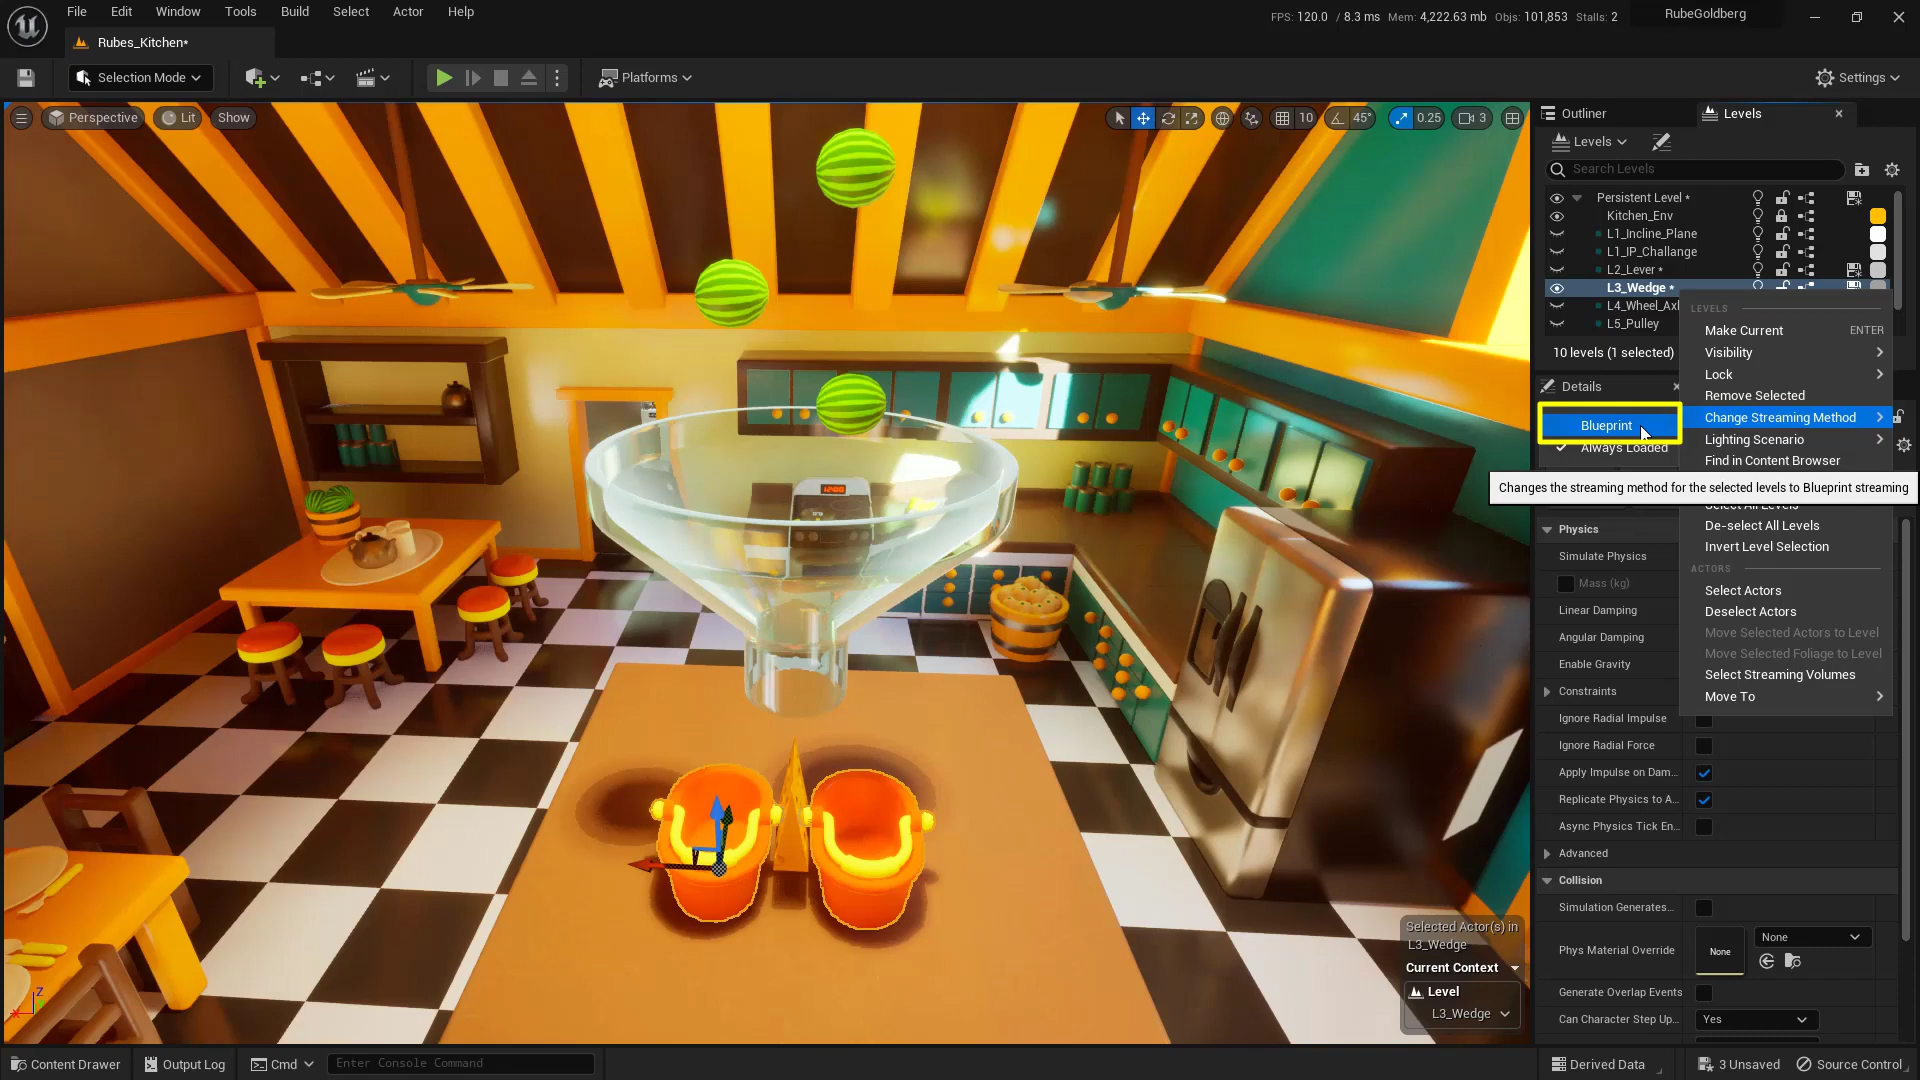 File Edit Window Tools Build Select Actor Help
FPS: 120.0 / 8.3 ms Mem: 4,222.63 mb Objs: 101,853 Stalls: 2
RubeGoldberg
Rubes_Kitchen*
Selection Mode
Platforms
Settings
Perspective Lit Show
10 45° 0.25 3
Outliner Levels
Levels
Search Levels
Persistent Level *
Kitchen_Env
L1_Incline_Plane
L1_IP_Challange
L2_Lever *
L3_Wedge *
L4_Wheel_Axl
L5_Pulley
10 levels (1 selected)
Details
LEVELS
Make Current ENTER
Visibility
Lock
Remove Selected
Change Streaming Method
Blueprint
Always Loaded
Lighting Scenario
Find in Content Browser
Changes the streaming method for the selected levels to Blueprint streaming
Select All Levels
De-select All Levels
Invert Level Selection
ACTORS
Select Actors
Deselect Actors
Move Selected Actors to Level
Move Selected Foliage to Level
Select Streaming Volumes
Move To
Physics
Simulate Physics
Mass (kg)
Linear Damping
Angular Damping
Enable Gravity
Constraints
Ignore Radial Impulse
Ignore Radial Force
Apply Impulse on Dam...
Replicate Physics to A...
Async Physics Tick En...
Advanced
Collision
Simulation Generates...
Phys Material Override None None
Generate Overlap Events
Can Character Step Up... Yes
12:00
Selected Actor(s) in
L3_Wedge
Current Context
Level
L3_Wedge
Z
X
Content Drawer Output Log Cmd Enter Console Command
Derived Data 3 Unsaved Source Control